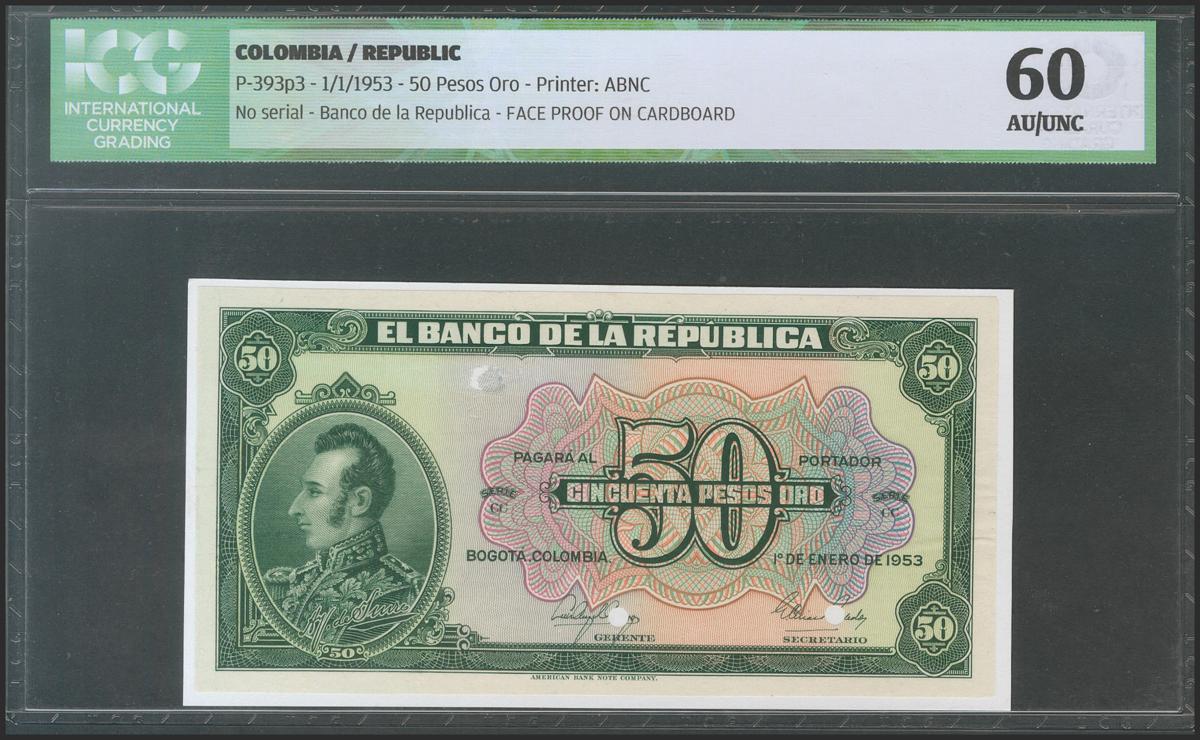 ICG
INTERNATIONAL
CURRENCY
GRADING
COLOMBIA / REPUBLIC
P-393p3 - 1/1/1953 - 50 Pesos Oro - Printer: ABNC
No serial - Banco de la Republica - FACE PROOF ON CARDBOARD
60
AU/UNC
EL BANCO DE LA REPUBLICA
50
50
PAGARÁ AL
50
PORTADOR
SERIE
CC
CINCUENTA PESOS ORO
SERIE
CC
BOGOTÁ, COLOMBIA.
1º DE ENERO DE 1953
GERENTE
SECRETARIO
50
50
AMERICAN BANK NOTE COMPANY.